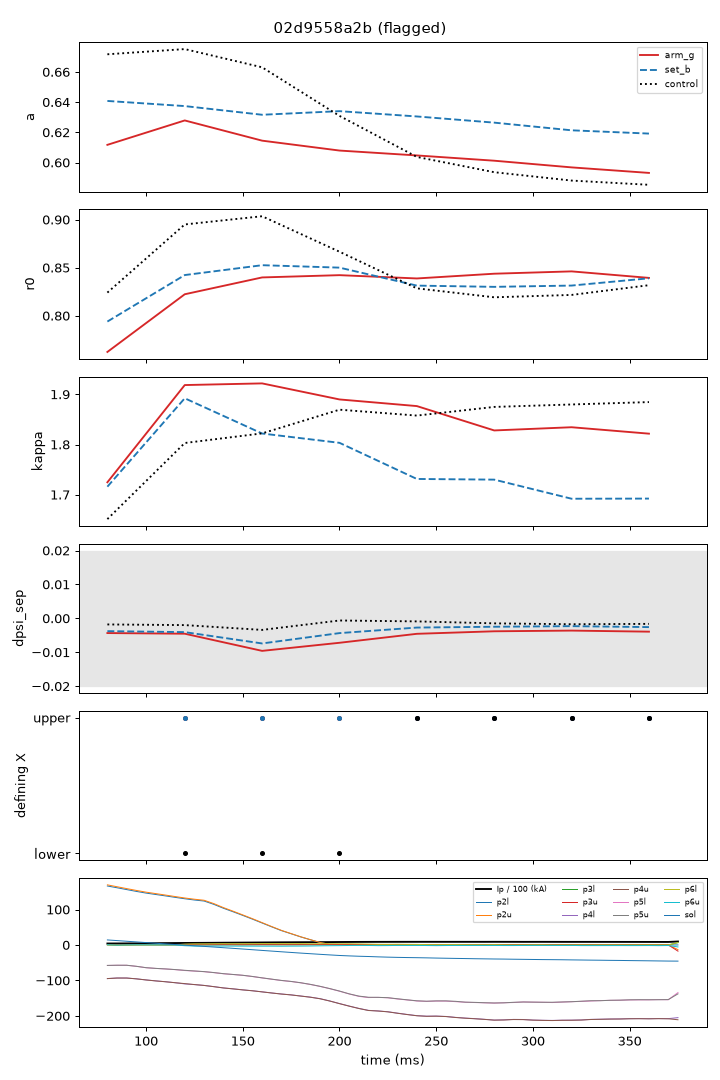 02d9558a2b (flagged)
a
0.66
0.64
0.62
0.60
arm_g
set_b
control
r0
0.90
0.85
0.80
kappa
1.9
1.8
1.7
dpsi_sep
0.02
0.01
0.00
−0.01
−0.02
defining X
upper
lower
100
0
−100
−200
Ip / 100 (kA) p3l p4u p6l
p2l p3u p5l p6u
p2u p4l p5u sol
100 150 200 250 300 350
time (ms)